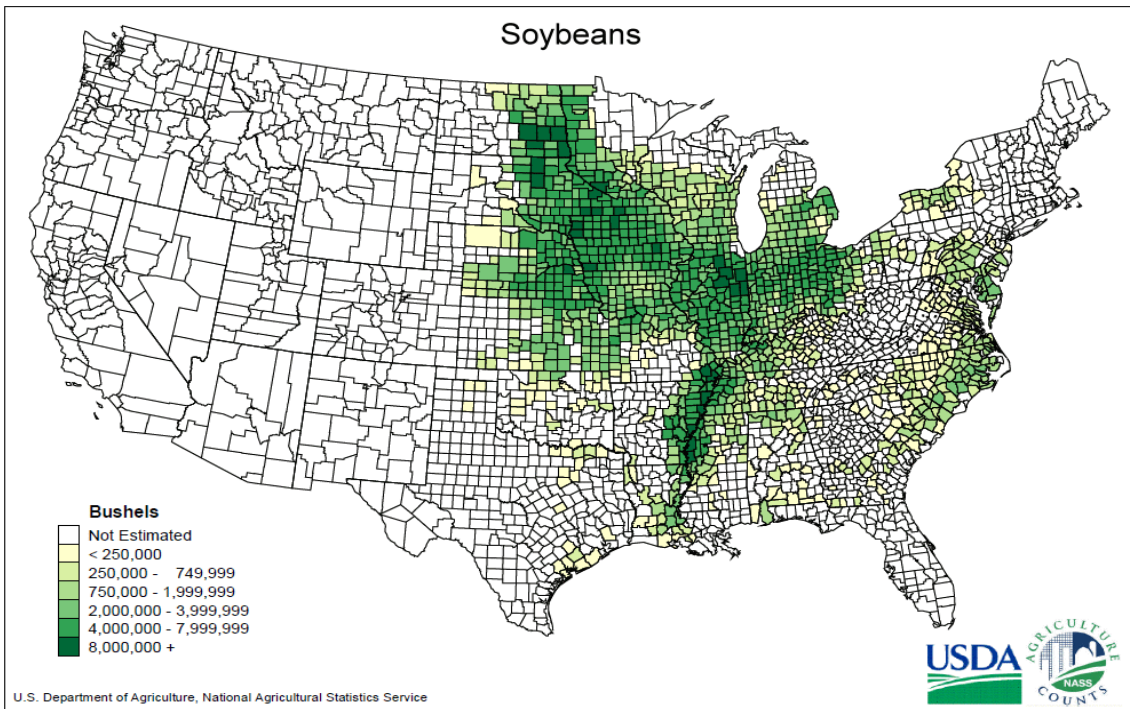 Soybeans
Bushels
Not Estimated
< 250,000
250,000 - 749,999
750,000 - 1,999,999
2,000,000 - 3,999,999
4,000,000 - 7,999,999
8,000,000 +
U.S. Department of Agriculture, National Agricultural Statistics Service
USDA
AGRICULTURE
NASS
COUNTS